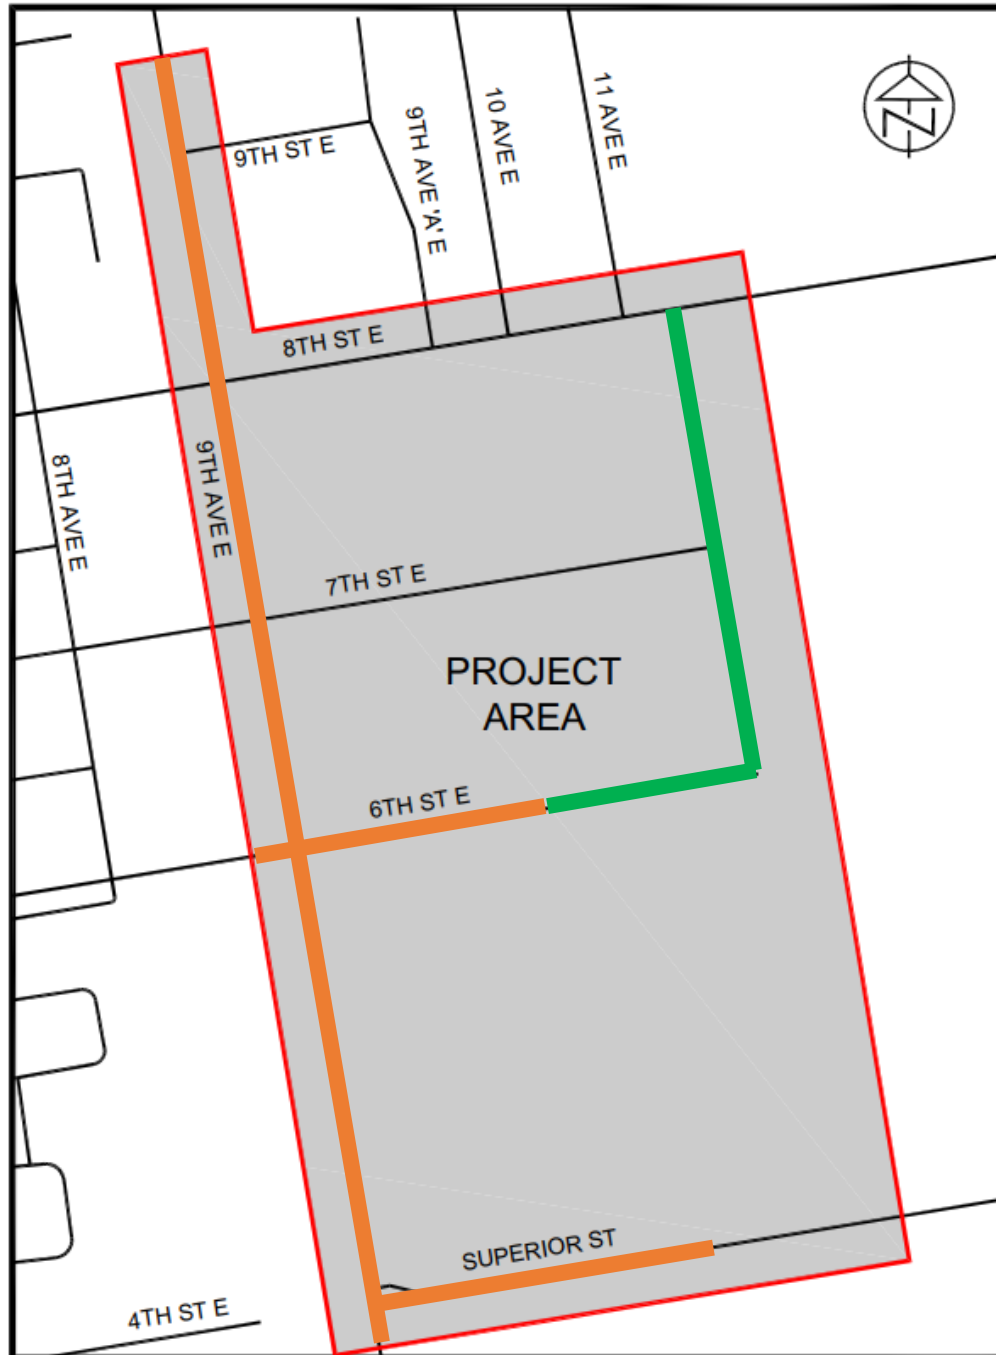 9TH ST E
9TH AVE 'A' E
10 AVE E
11 AVE E
N
8TH ST E
8TH AVE E
9TH AVE E
7TH ST E
PROJECT
AREA
6TH ST E
SUPERIOR ST
4TH ST E